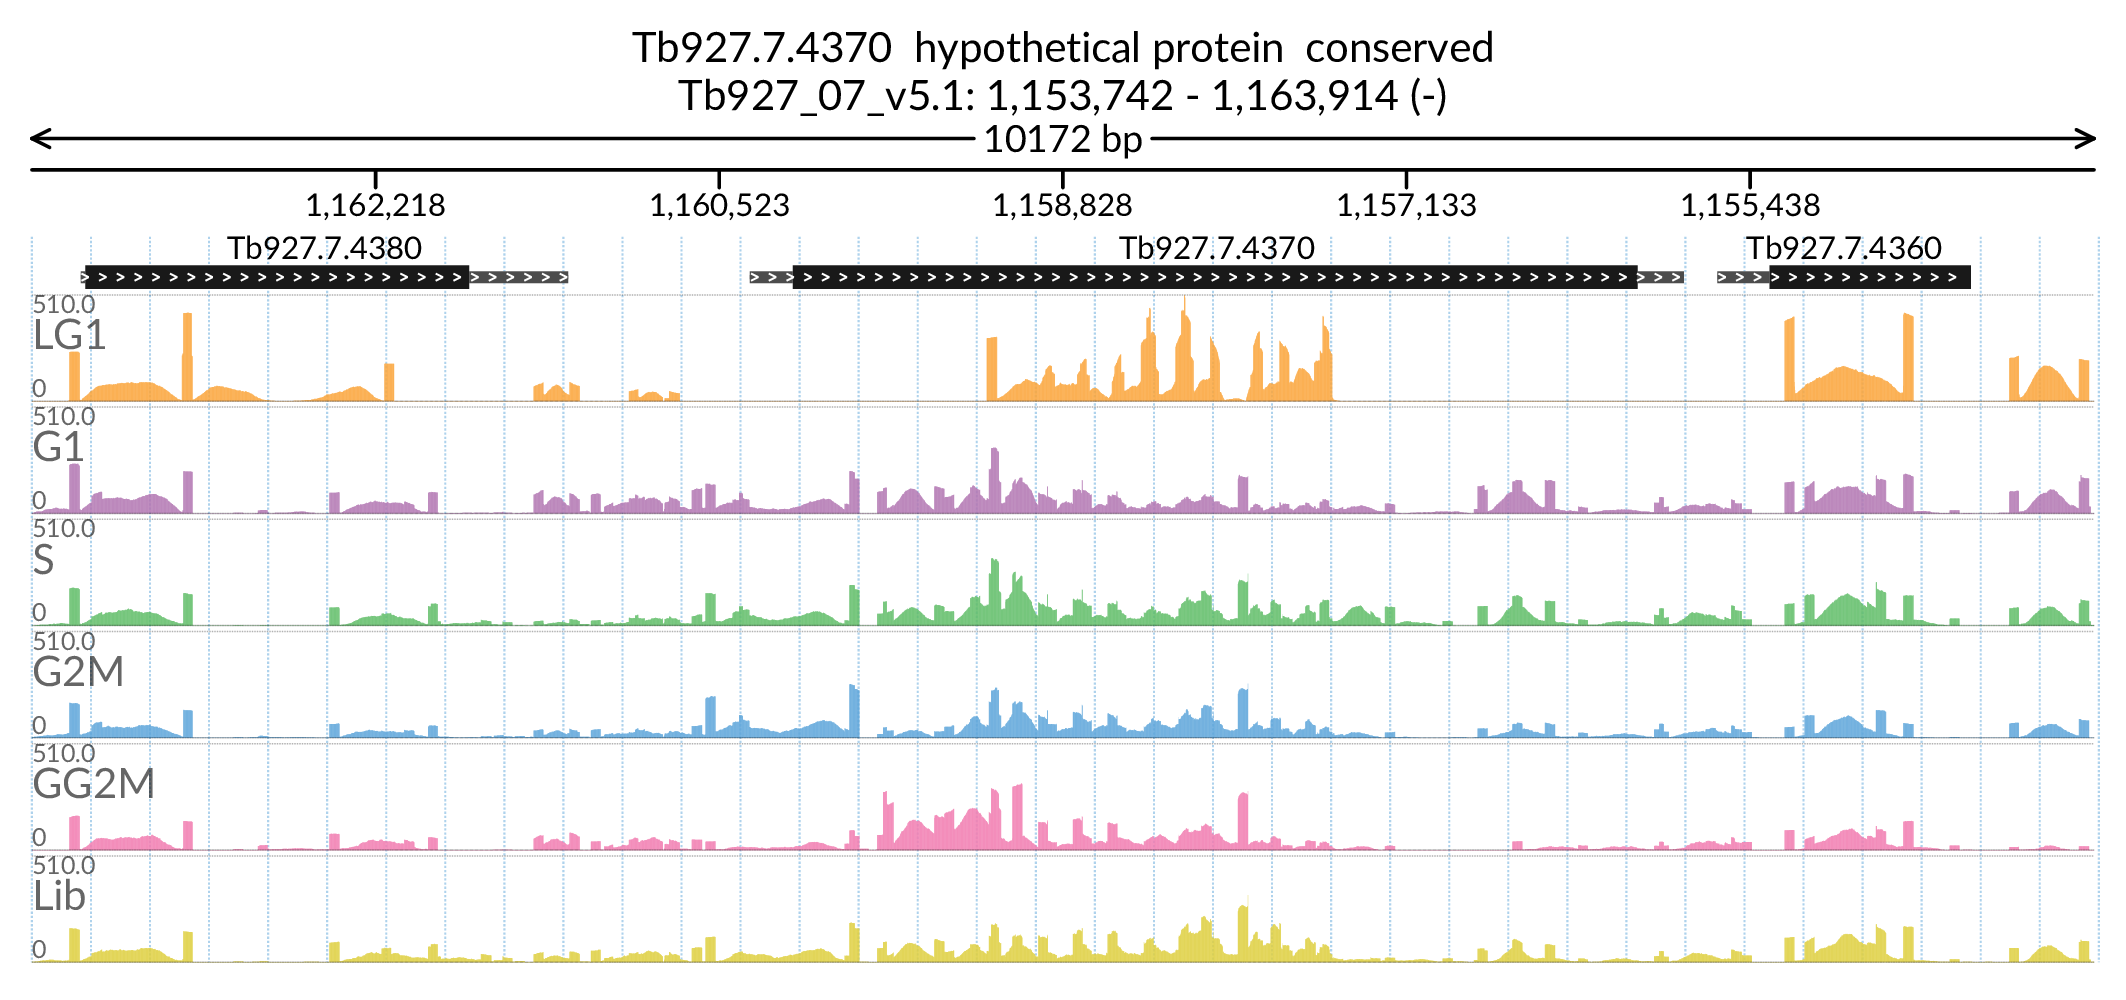 Tb927.7.4370  hypothetical protein  conserved
Tb927_07_v5.1: 1,153,742 - 1,163,914 (-)
10172 bp
1,162,218 1,160,523 1,158,828 1,157,133 1,155,438
Tb927.7.4380 Tb927.7.4370 Tb927.7.4360
510.0
LG1
0
510.0
G1
0
510.0
S
0
510.0
G2M
0
510.0
GG2M
0
510.0
Lib
0